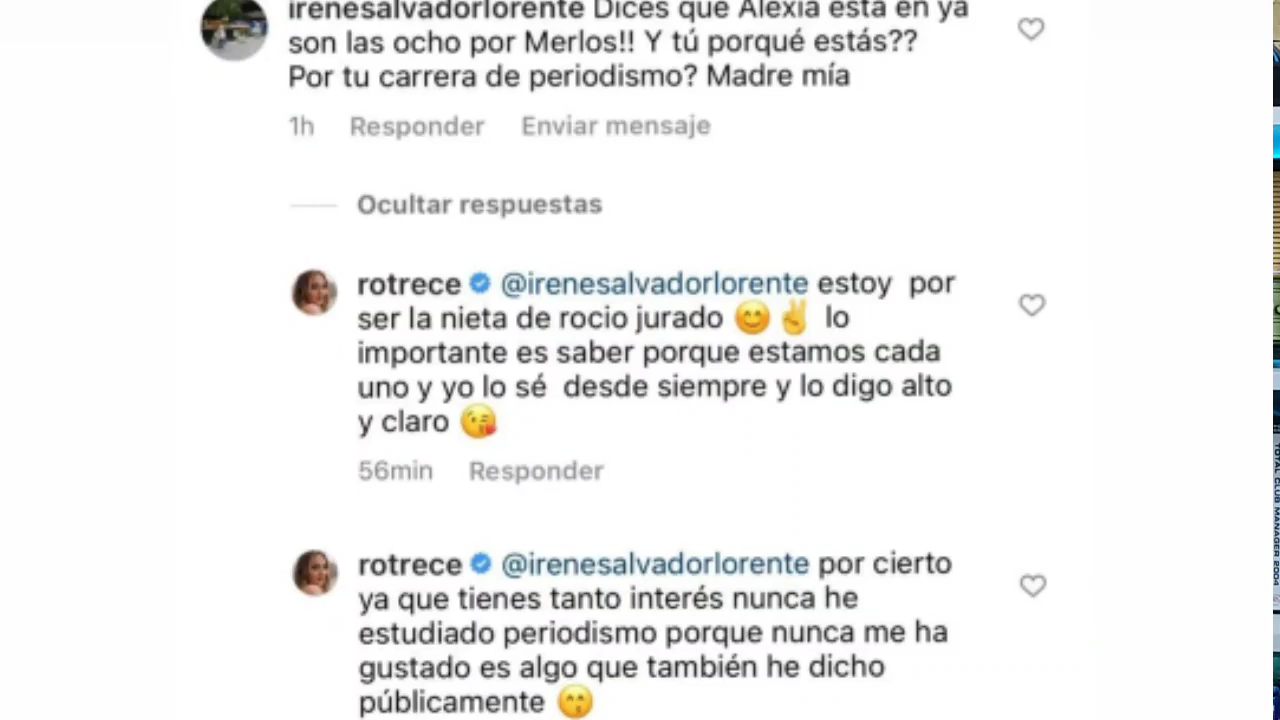 irenesalvadorlorente Dices que Alexia está en ya
son las ocho por Merlos!! Y tú porqué estás??
Por tu carrera de periodismo? Madre mía
1h Responder Enviar mensaje
Ocultar respuestas
rotrece @irenesalvadorlorente estoy por
ser la nieta de rocio jurado 😊✌️ lo
importante es saber porque estamos cada
uno y yo lo sé desde siempre y lo digo alto
y claro 😘
56min Responder
rotrece @irenesalvadorlorente por cierto
ya que tienes tanto interés nunca he
estudiado periodismo porque nunca me ha
gustado es algo que también he dicho
públicamente 😙
TOTAL CLUB MANAGER 2004